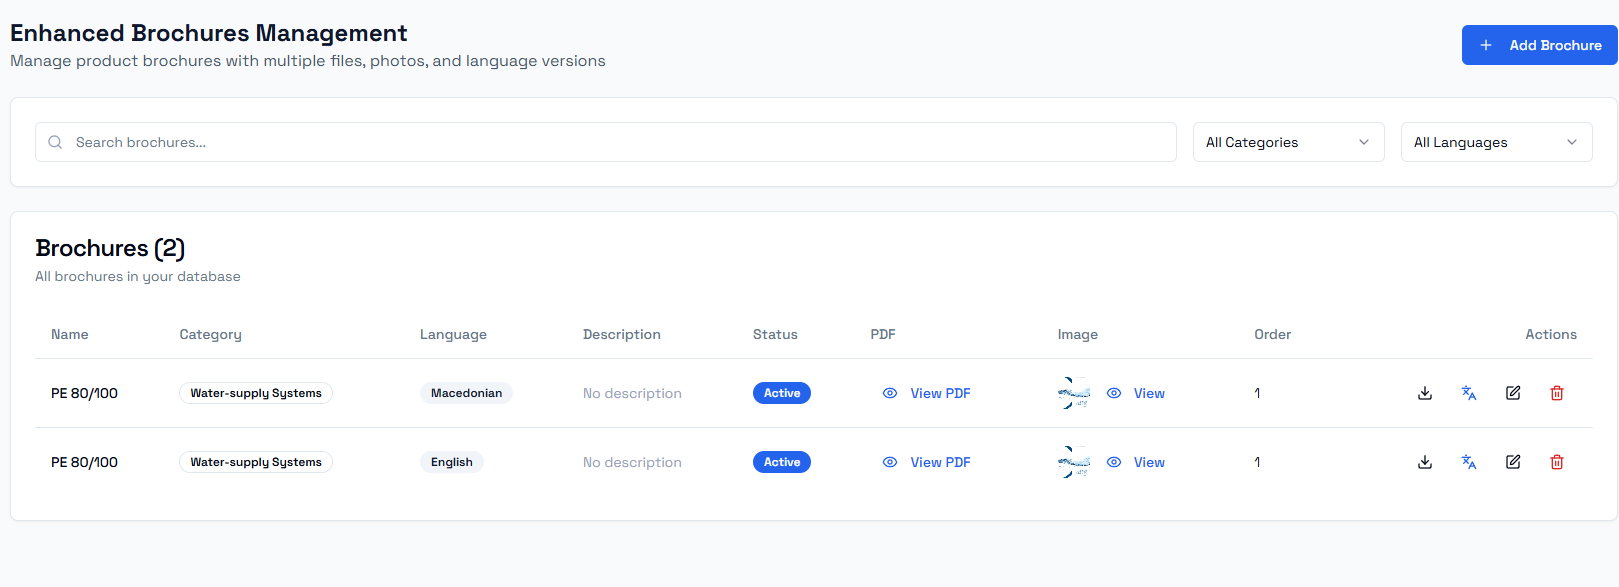 Enhanced Brochures Management
Manage product brochures with multiple files, photos, and language versions
Add Brochure
Search brochures...
All Categories
All Languages
Brochures (2)
All brochures in your database
Name Category Language Description Status PDF Image Order Actions
PE 80/100 Water-supply Systems Macedonian No description Active View PDF View 1
PE 80/100 Water-supply Systems English No description Active View PDF View 1